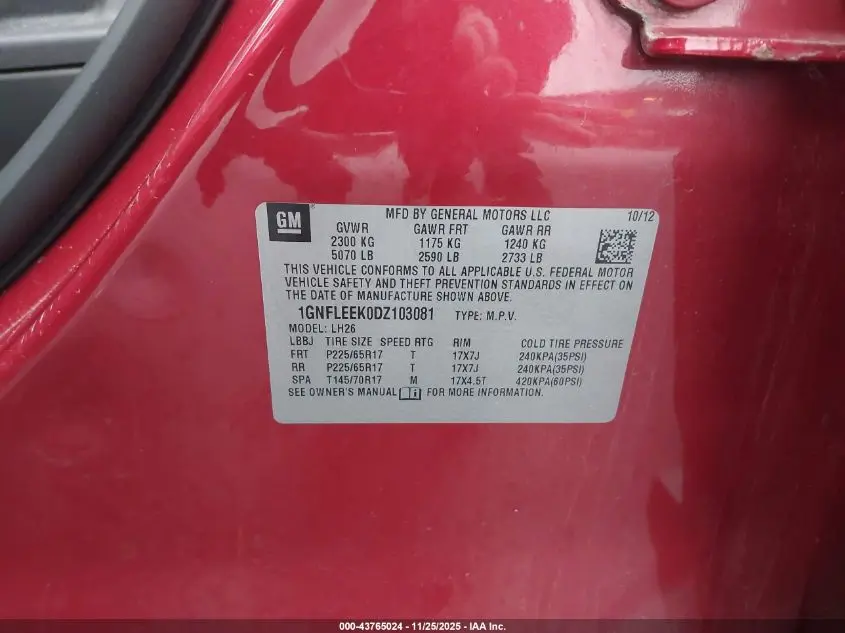 GM
MFD BY GENERAL MOTORS LLC 10/12
GVWR GAWR FRT GAWR RR
2300 KG 1175 KG 1240 KG
5070 LB 2590 LB 2733 LB
THIS VEHICLE CONFORMS TO ALL APPLICABLE U.S. FEDERAL MOTOR
VEHICLE SAFETY AND THEFT PREVENTION STANDARDS IN EFFECT ON
THE DATE OF MANUFACTURE SHOWN ABOVE.
1GNFLEEK0DZ103081 TYPE: M.P.V.
MODEL: LH26
LBBJ TIRE SIZE SPEED RTG RIM COLD TIRE PRESSURE
FRT P225/65R17 T 17X7J 240KPA(35PSI)
RR P225/65R17 T 17X7J 240KPA(35PSI)
SPA T145/70R17 M 17X4.5T 420KPA(60PSI)
SEE OWNER'S MANUAL i FOR MORE INFORMATION.
000-43765024 - 11/25/2025 - IAA Inc.